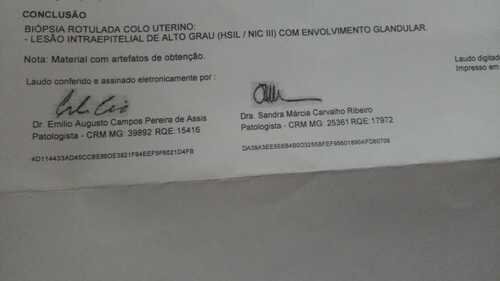 CONCLUSÃO
BIÓPSIA ROTULADA COLO UTERINO:
- LESÃO INTRAEPITELIAL DE ALTO GRAU (HSIL / NIC III) COM ENVOLVIMENTO GLANDULAR.
Nota: Material com artefatos de obtenção.
Laudo digitado
Impresso em
Laudo conferido e assinado eletronicamente por :
Dr. Emilio Augusto Campos Pereira de Assis
Patologista - CRM MG: 39892 RQE:15416
Dra. Sandra Márcia Carvalho Ribeiro
Patologista - CRM MG: 25361 RQE:17972